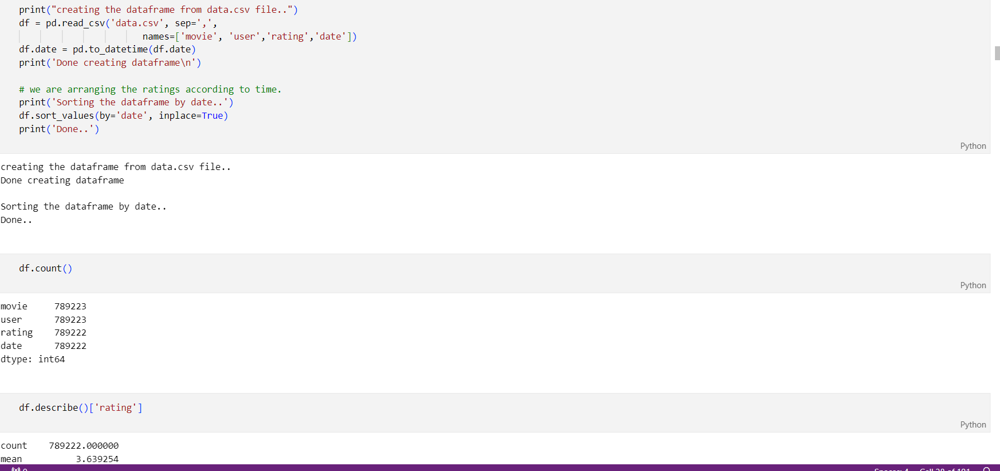 print("creating the dataframe from data.csv file..")
df = pd.read_csv('data.csv', sep=',',
names=['movie', 'user','rating','date'])
df.date = pd.to_datetime(df.date)
print('Done creating dataframe\n')
# we are arranging the ratings according to time.
print('Sorting the dataframe by date..')
df.sort_values(by='date', inplace=True)
print('Done..')
Python
creating the dataframe from data.csv file..
Done creating dataframe
Sorting the dataframe by date..
Done..
df.count()
Python
movie     789223
user      789223
rating    789222
date      789222
dtype: int64
df.describe()['rating']
Python
count    789222.000000
mean          3.639254